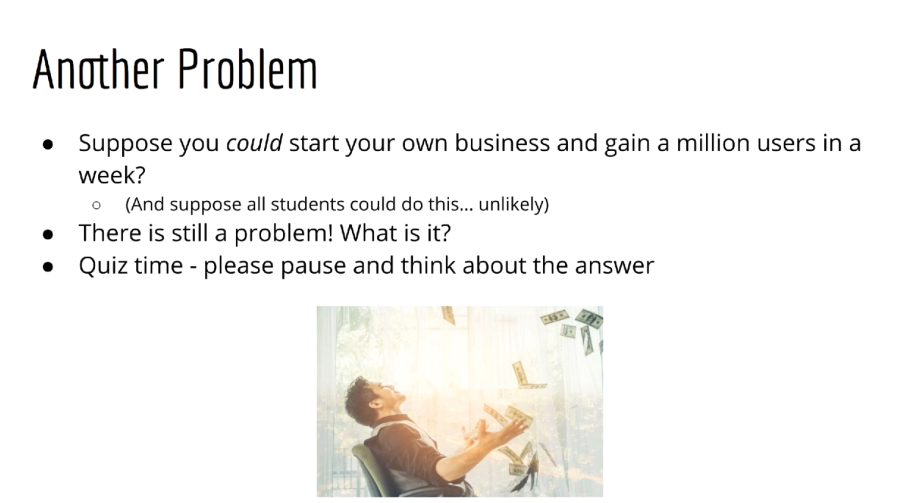 Another Problem
● Suppose you could start your own business and gain a million users in a
week?
○ (And suppose all students could do this... unlikely)
● There is still a problem! What is it?
● Quiz time - please pause and think about the answer